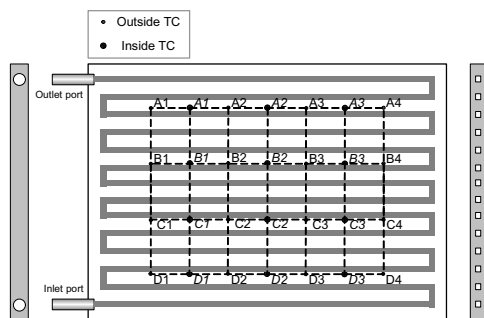 Outside TC
Inside TC
Outlet port
A1 A1 A2 A2 A3 A3 A4
B1 B1 B2 B2 B3 B3 B4
C1 C1 C2 C2 C3 C3 C4
D1 D1 D2 D2 D3 D3 D4
Inlet port